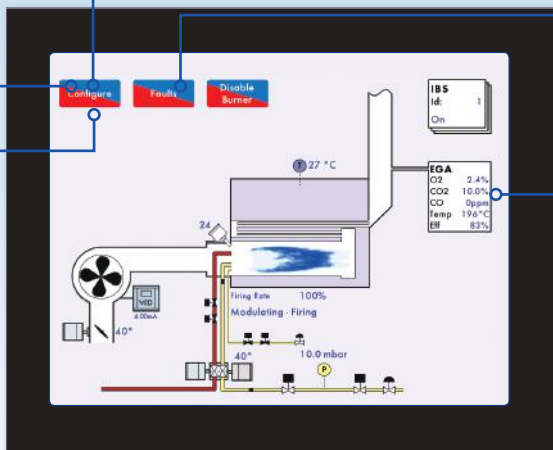 Configure
Faults
Disable
Burner
IBS
Id: 1
On
T 27 °C
EGA
O2 2.4%
CO2 10.0%
CO 0ppm
Temp 196°C
Eff 83%
24
VSD
4.00mA
Firing Rate 100%
Modulating - Firing
40°
40°
10.0 mbar
P